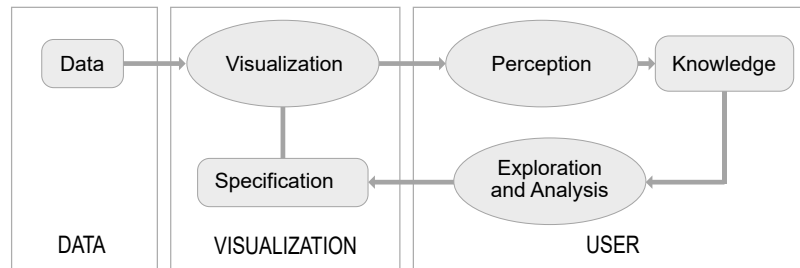 Data
Visualization
Perception
Knowledge
Specification
Exploration
and Analysis
DATA
VISUALIZATION
USER